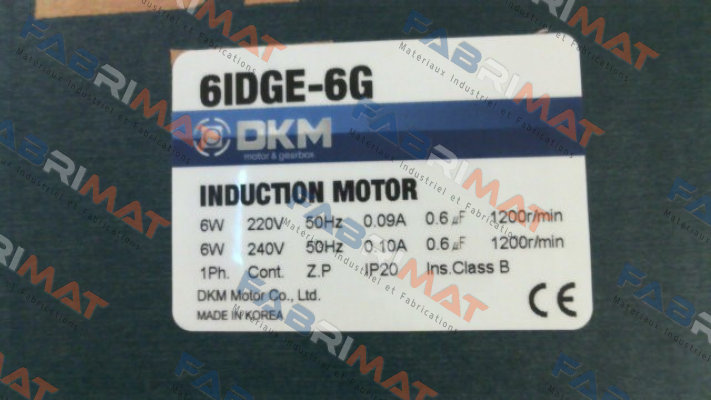 6IDGE-6G
DKM
motor & gearbox
INDUCTION MOTOR
6W 220V 50Hz 0.09A 0.6㎌ 1200r/min
6W 240V 50Hz 0.10A 0.6㎌ 1200r/min
1Ph. Cont. Z.P IP20 Ins.Class B
DKM Motor Co., Ltd.
MADE IN KOREA
CE
FABRIMAT
Materiaux Industriel et Fabrications